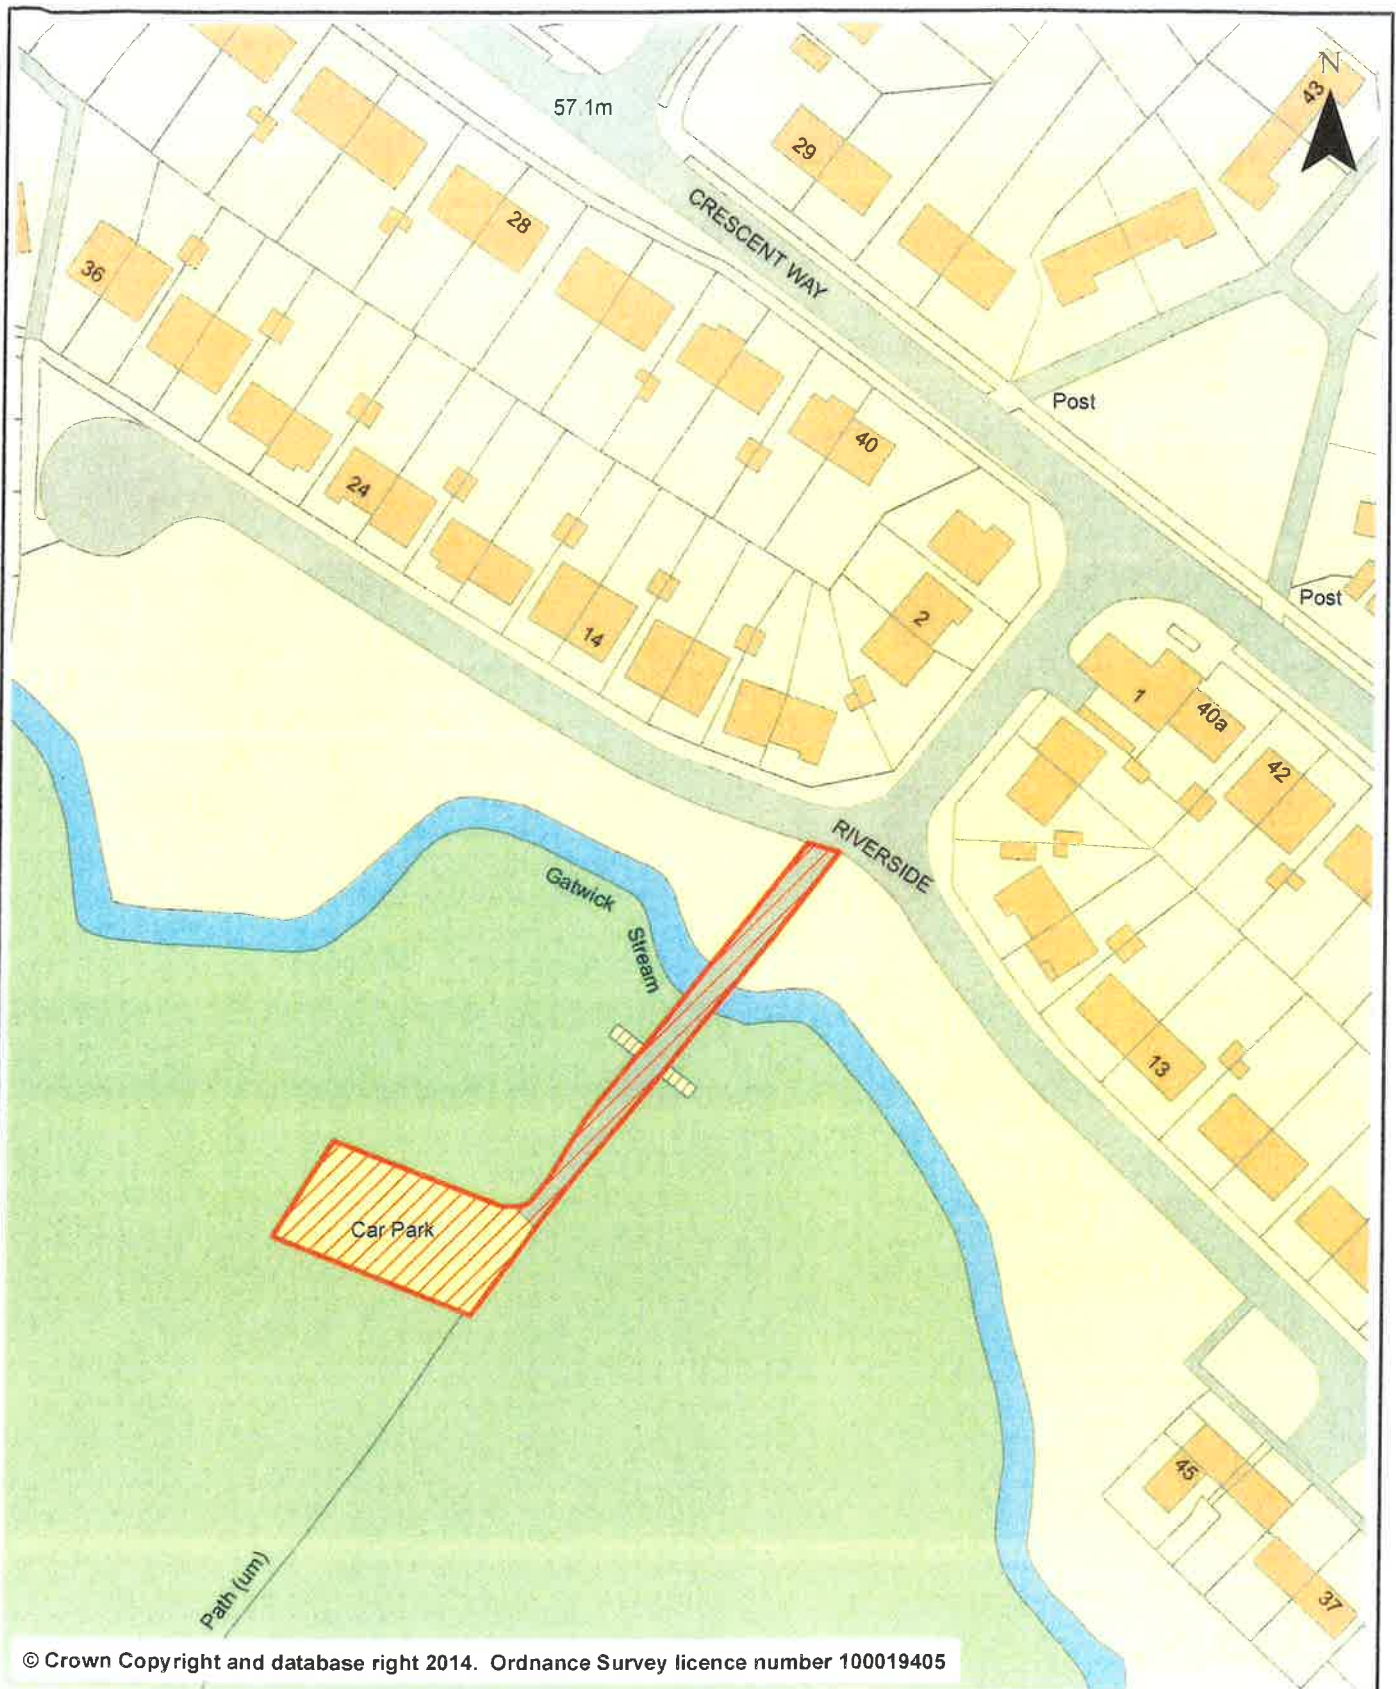 N
43
57.1m
29
CRESCENT WAY
28
36
Post
40
24
Post
2
14
1
40a
42
RIVERSIDE
Gatwick
Stream
13
Car Park
45
Path (um)
37
© Crown Copyright and database right 2014. Ordnance Survey licence number 100019405